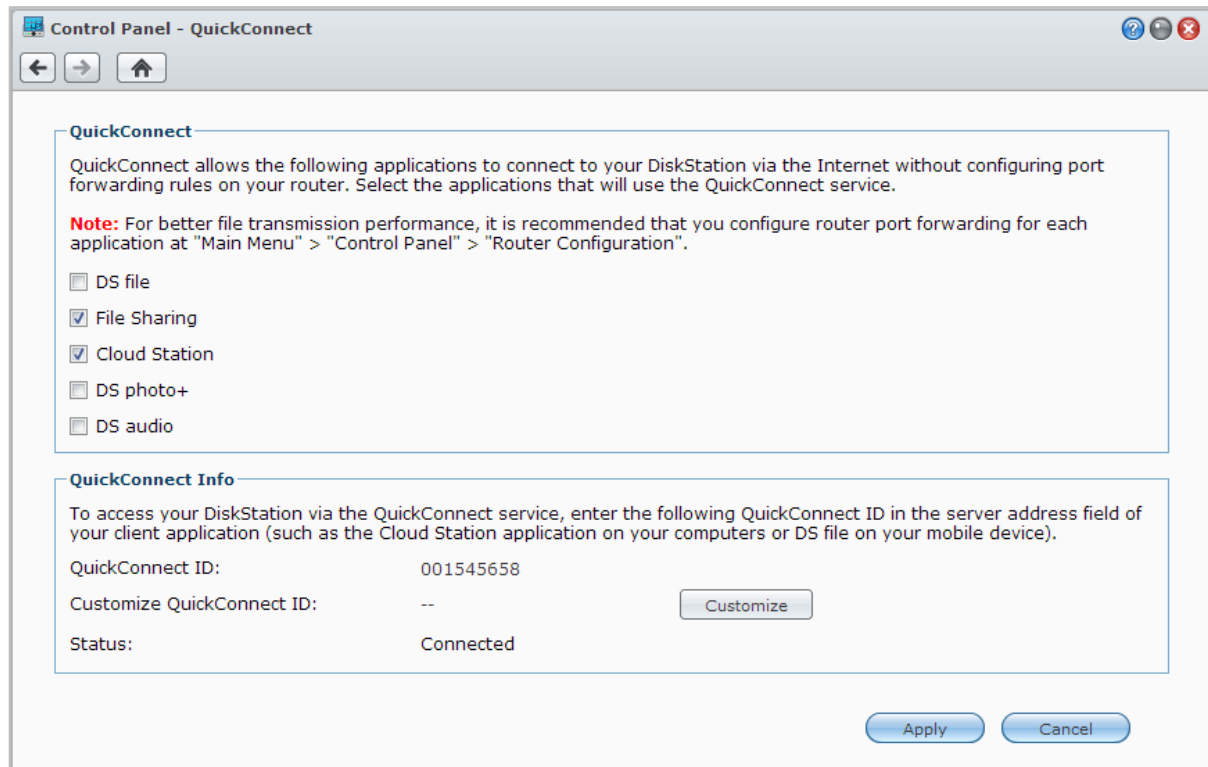 Control Panel - QuickConnect
QuickConnect
QuickConnect allows the following applications to connect to your DiskStation via the Internet without configuring port
forwarding rules on your router. Select the applications that will use the QuickConnect service.
Note: For better file transmission performance, it is recommended that you configure router port forwarding for each
application at "Main Menu" > "Control Panel" > "Router Configuration".
DS file
File Sharing
Cloud Station
DS photo+
DS audio
QuickConnect Info
To access your DiskStation via the QuickConnect service, enter the following QuickConnect ID in the server address field of
your client application (such as the Cloud Station application on your computers or DS file on your mobile device).
QuickConnect ID: 001545658
Customize QuickConnect ID: -- Customize
Status: Connected
Apply Cancel